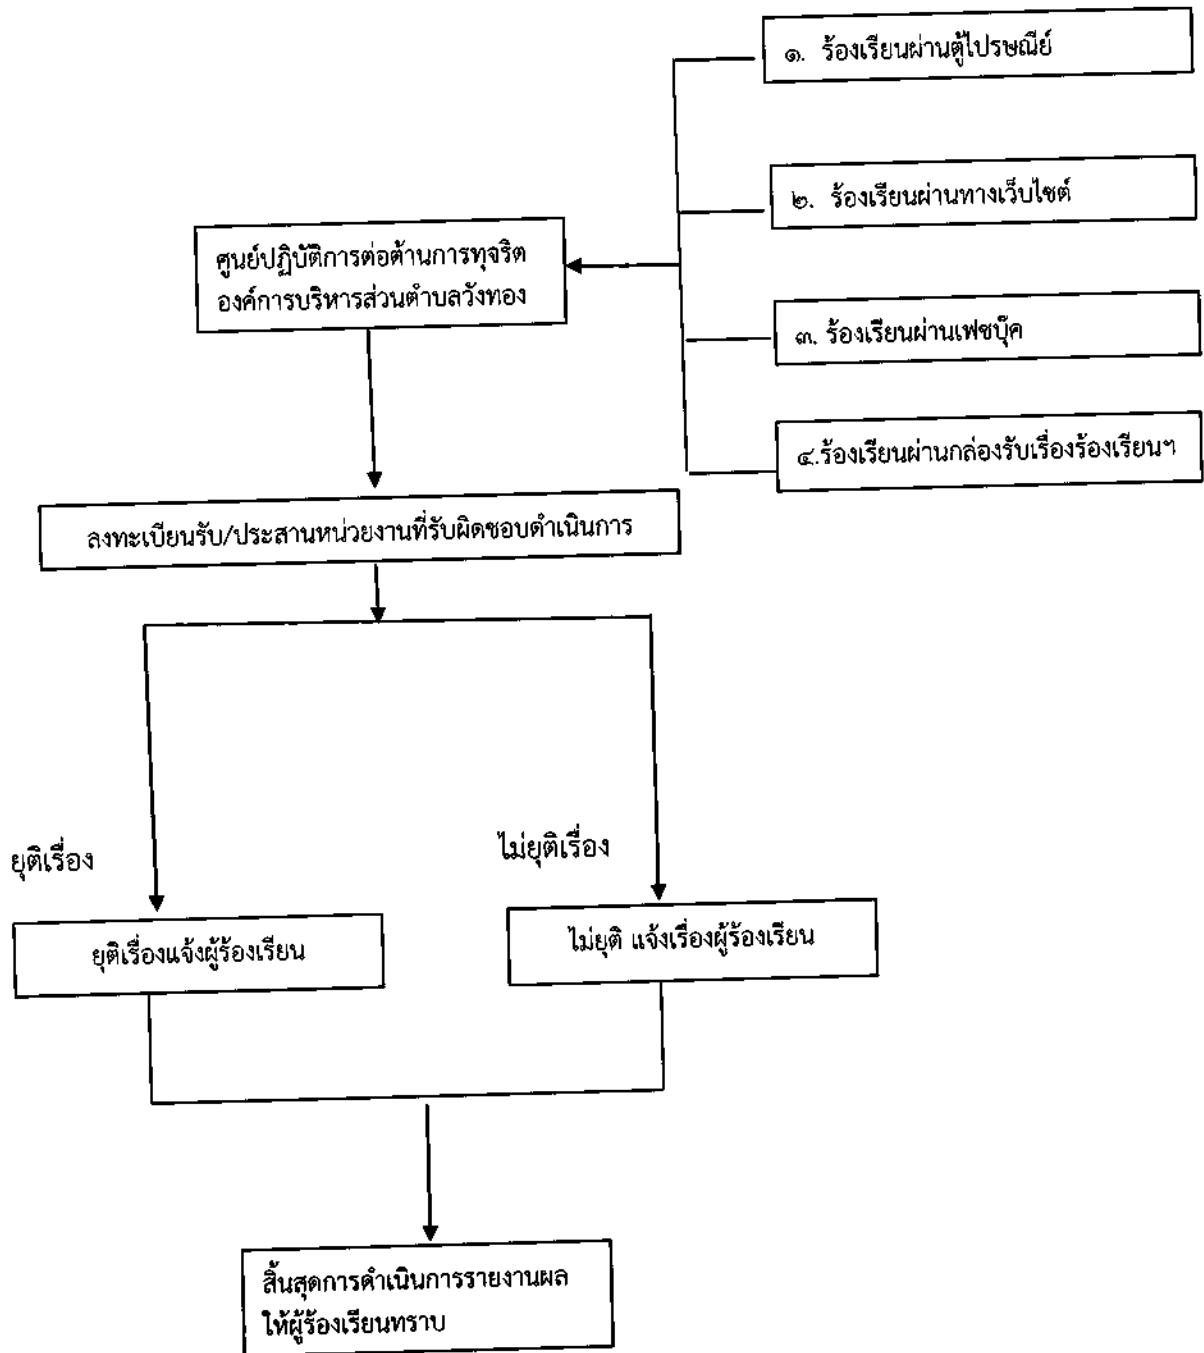 ๑. ร้องเรียนผ่านตู้ไปรษณีย์
๒. ร้องเรียนผ่านทางเว็บไซต์
ศูนย์ปฏิบัติการต่อต้านการทุจริต
องค์การบริหารส่วนตำบลวังทอง
๓. ร้องเรียนผ่านเฟซบุ๊ค
๔.ร้องเรียนผ่านกล่องรับเรื่องร้องเรียนฯ
ลงทะเบียนรับ/ประสานหน่วยงานที่รับผิดชอบดำเนินการ
ยุติเรื่อง
ไม่ยุติเรื่อง
ยุติเรื่องแจ้งผู้ร้องเรียน
ไม่ยุติ แจ้งเรื่องผู้ร้องเรียน
สิ้นสุดการดำเนินการรายงานผล
ให้ผู้ร้องเรียนทราบ